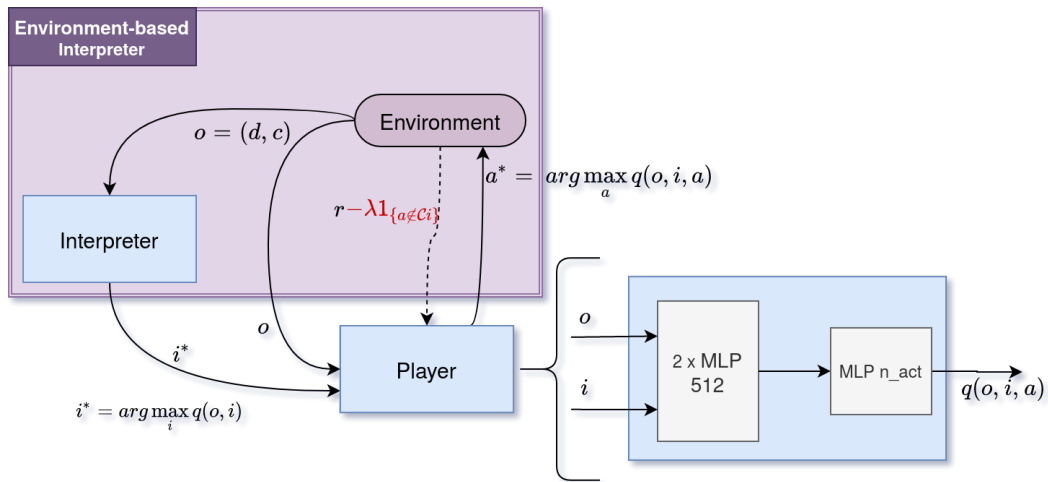 Environment-based
Interpreter
Environment
o = (d, c)
a* = arg max_a q(o, i, a)
r−λ1_{a∉Ci}
Interpreter
o
i*
i* = arg max_i q(o, i)
Player
o
i
2 x MLP
512
MLP n_act
q(o, i, a)